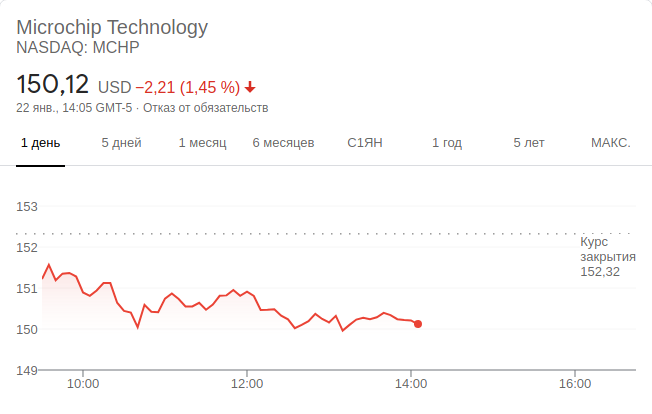 Microchip Technology
NASDAQ: MCHP
150,12 USD −2,21 (1,45 %)
22 янв., 14:05 GMT-5 · Отказ от обязательств
1 день 5 дней 1 месяц 6 месяцев С1ЯН 1 год 5 лет МАКС.
153
152
151
150
149
Курс
закрытия
152,32
10:00 12:00 14:00 16:00